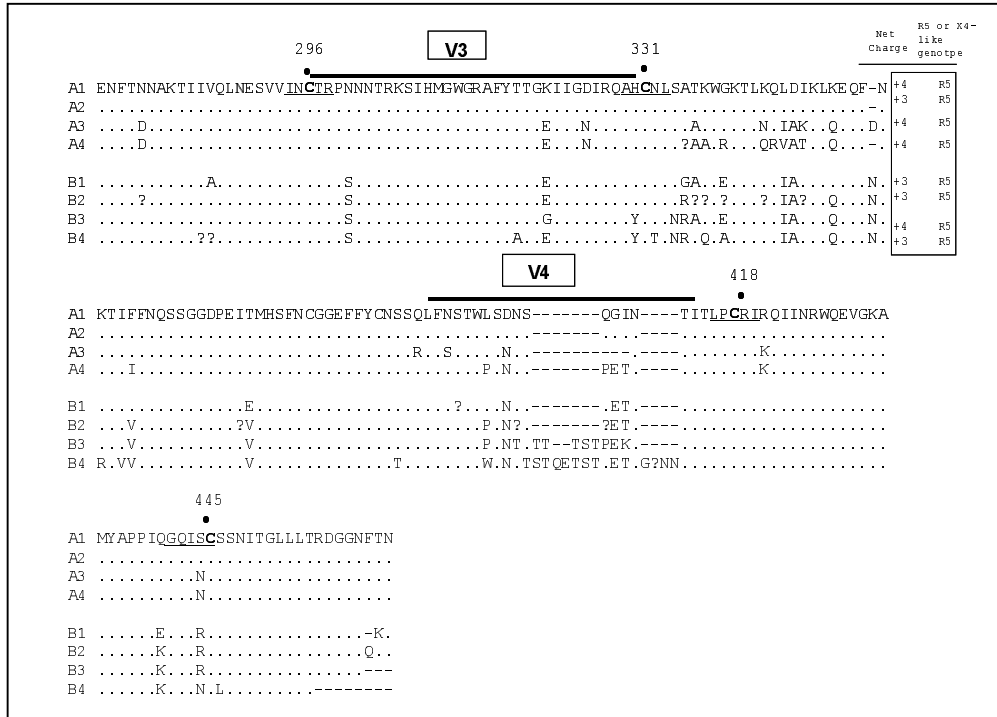 V3
296
331
Net Charge
R5 or X4-like genotpe
A1 ENFTNNAKTIIVQLNESVVINCTRPNNNTRKSIHMGWGRAFYTTGKIIGDIRQAHCNLSATKWGKTLKQLDIKLKEQF-N +4 R5
A2 ..............................................................................-. +3 R5
A3 ....D........................................E...N..........A......N.IAK..Q...D. +4 R5
A4 ....D........................................E...N.........?AA.R...QRVAT..Q...-. +4 R5
B1 ...........A.............S...................E.............GA..E.....IA.......N. +3 R5
B2 ....?....................S...................E.............R??.?...?.IA?..Q...N. +3 R5
B3 .........................S...................G........Y...NRA..E.....IA...Q...N. +4 R5
B4 ..........??.............S................A..E........Y.T.NR.Q.A.....IA...Q...N. +3 R5
V4
418
A1 KTIFFNQSSGGDPEITMHSFNCGGEFFYCNSSQLFNSTWLSDNS-------QGIN----TITLPCRIRQIINRWQEVGKA
A2 ............................................-------....----.....................
A3 ................................R..S.....N..----------.----........K............
A4 ...I...................................P.N..-------PET.----........K............
B1 ...............E....................?....N..-------.ET.----.....................
B2 ...V..........?V.......................P.N?.-------?ET.----.....................
B3 ...V...........V.......................P.NT.TT--TSTPEK.----.....................
B4 R.VV...........V..............T........W.N.TSTQETST.ET.G?NN.....................
445
A1 MYAPPIQGQISCSSNITGLLLTRDGGNFTN
A2 ..............................
A3 ..........N...................
A4 ..........N...................
B1 ......E...R................-K.
B2 ......K...R................Q..
B3 ......K...R................---
B4 ......K...N.L.........--------